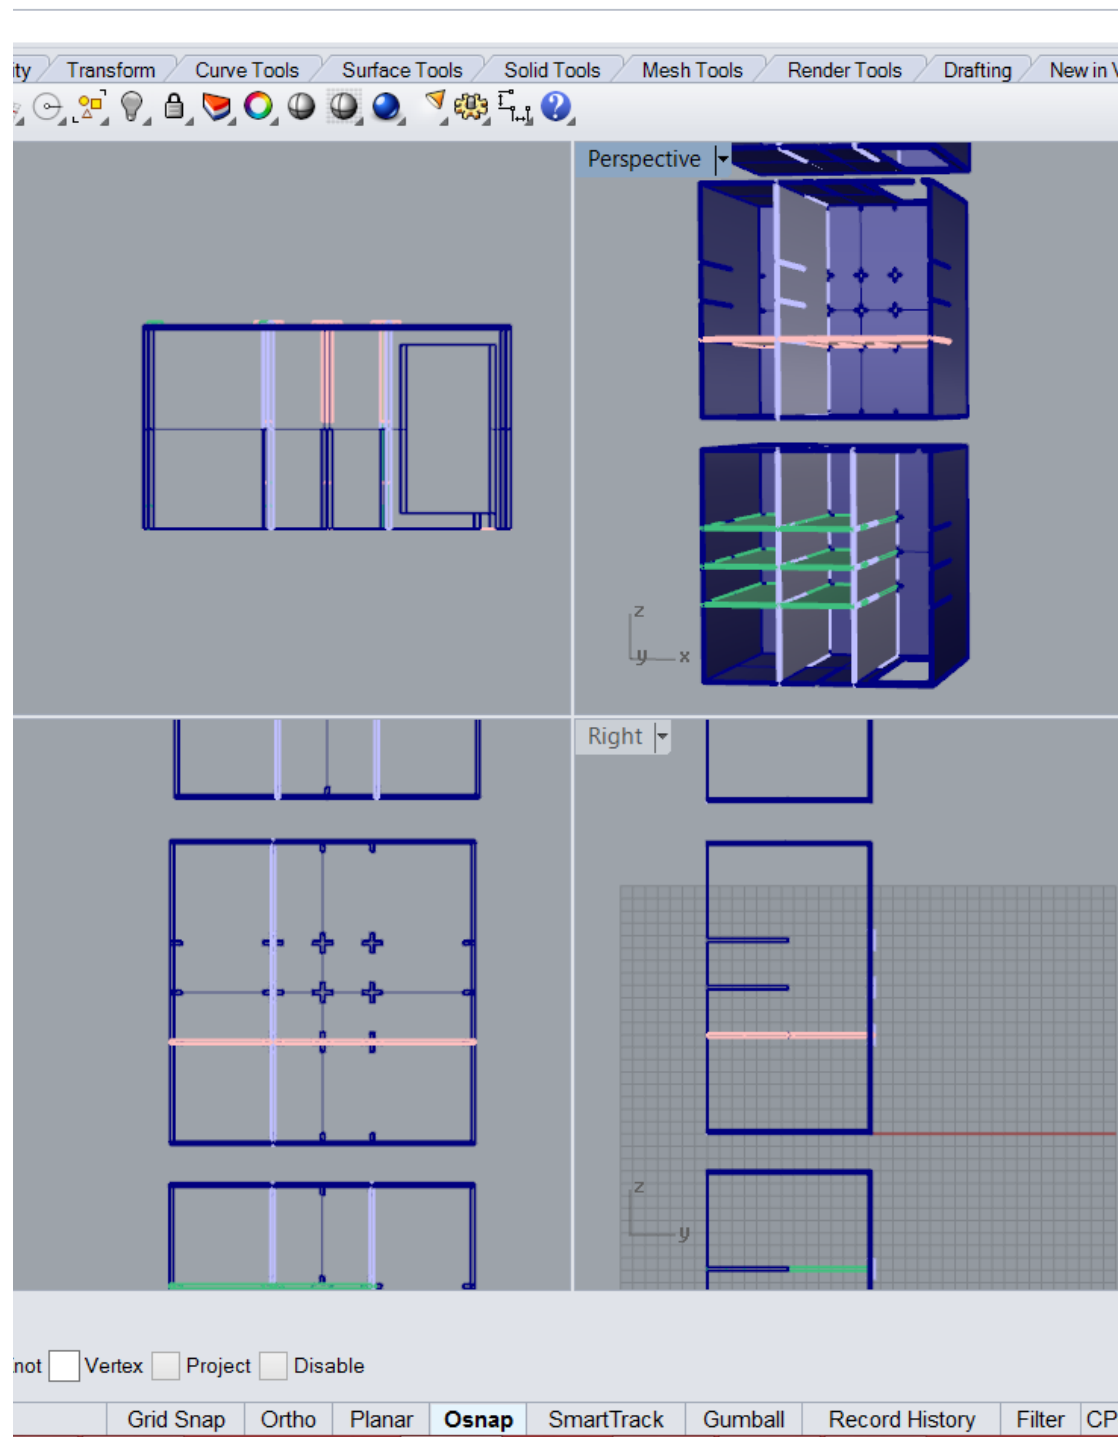 ity Transform Curve Tools Surface Tools Solid Tools Mesh Tools Render Tools Drafting New in V
?
Perspective
z
y x
Right
z
y
not Vertex Project Disable
Grid Snap Ortho Planar Osnap SmartTrack Gumball Record History Filter CP